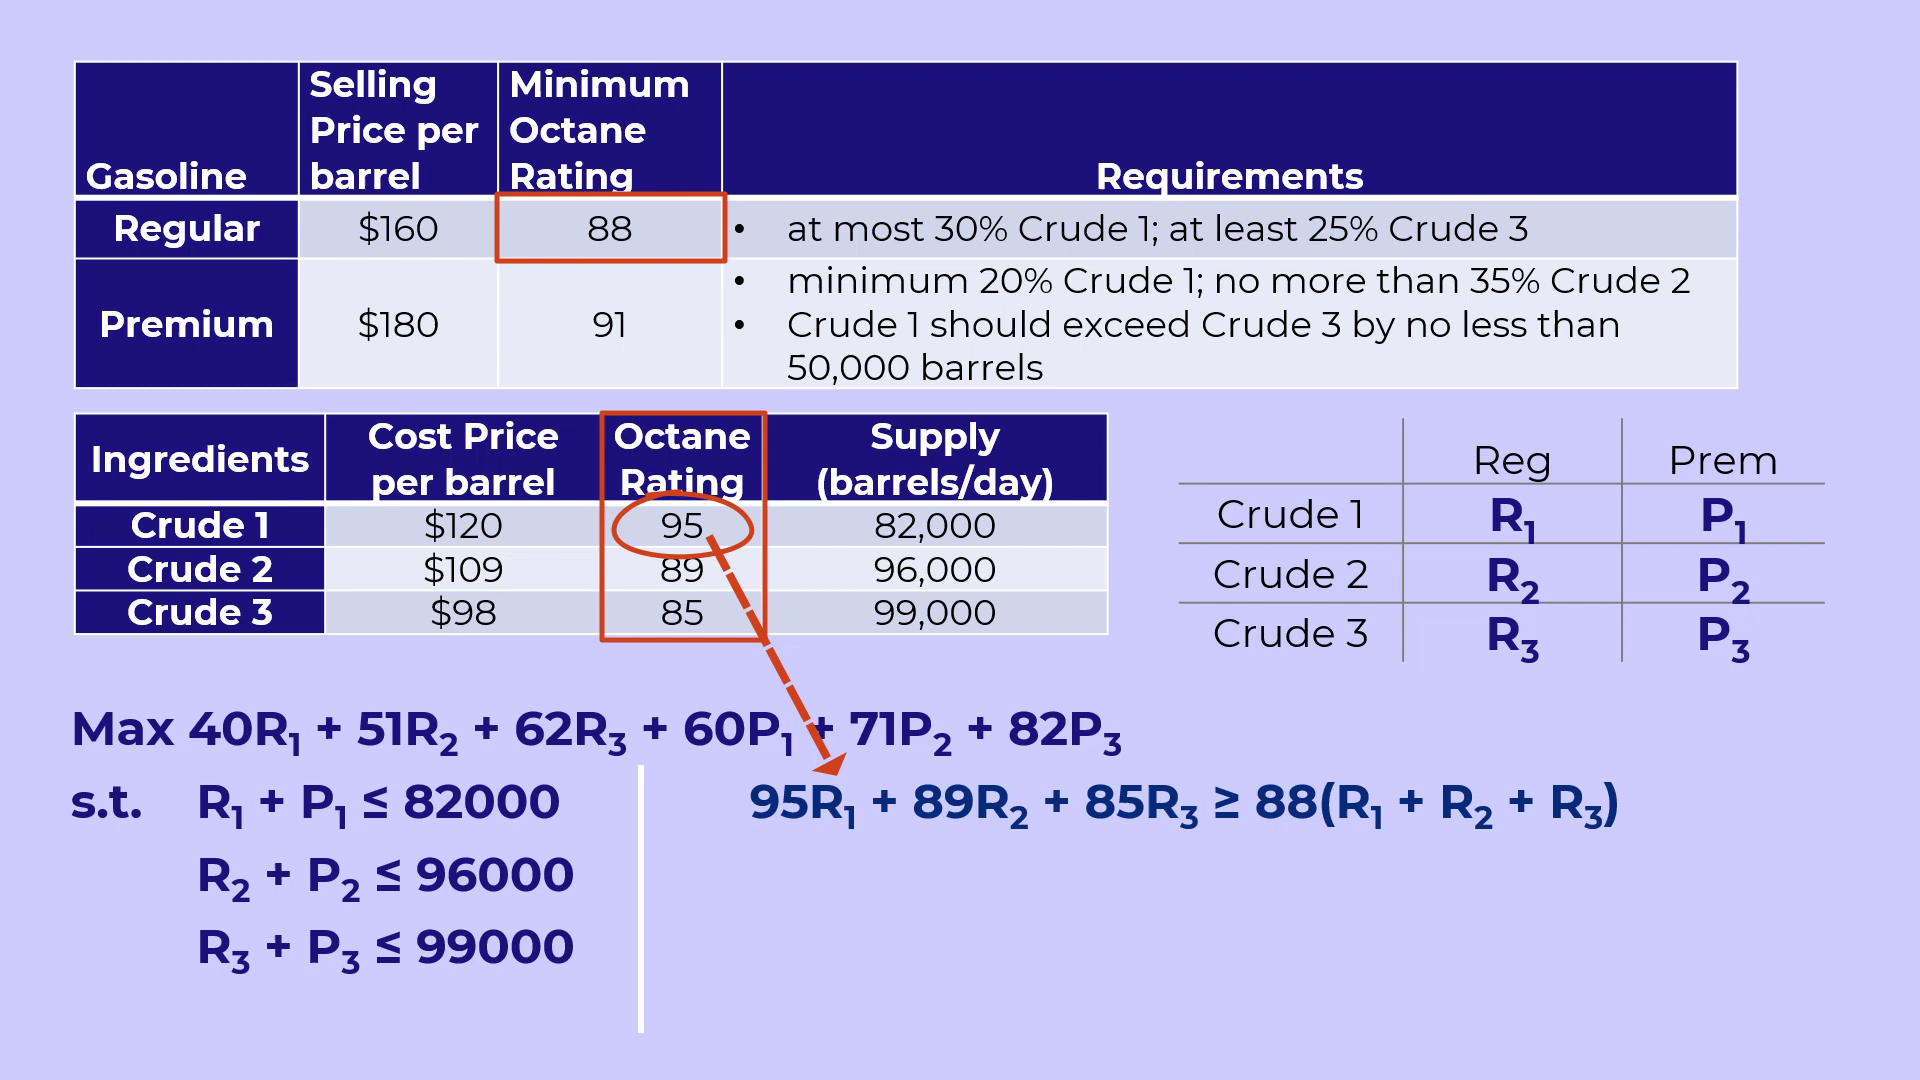 Gasoline
Selling
Price per
barrel
Minimum
Octane
Rating
Requirements
Regular
$160
88
• at most 30% Crude 1; at least 25% Crude 3
Premium
$180
91
• minimum 20% Crude 1; no more than 35% Crude 2
• Crude 1 should exceed Crude 3 by no less than
50,000 barrels
Ingredients
Cost Price
per barrel
Octane
Rating
Supply
(barrels/day)
Crude 1 $120 95 82,000
Crude 2 $109 89 96,000
Crude 3 $98 85 99,000
Reg Prem
Crude 1 R₁ P₁
Crude 2 R₂ P₂
Crude 3 R₃ P₃
Max 40R₁ + 51R₂ + 62R₃ + 60P₁ + 71P₂ + 82P₃
s.t. R₁ + P₁ ≤ 82000
R₂ + P₂ ≤ 96000
R₃ + P₃ ≤ 99000
95R₁ + 89R₂ + 85R₃ ≥ 88(R₁ + R₂ + R₃)